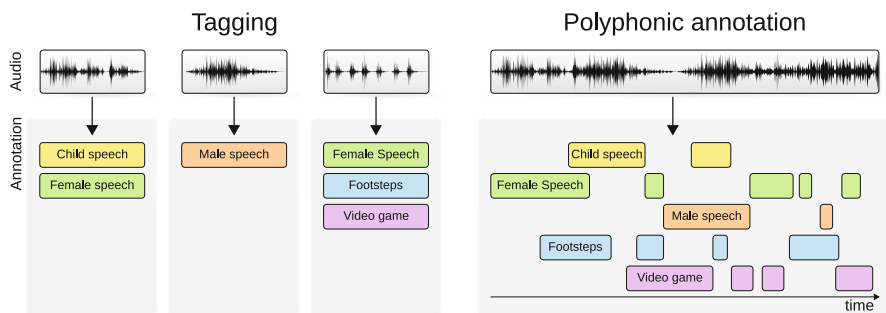 Tagging
Polyphonic annotation
Audio
Annotation
Child speech
Female speech
Male speech
Female Speech
Footsteps
Video game
Child speech
Female Speech
Male speech
Footsteps
Video game
time